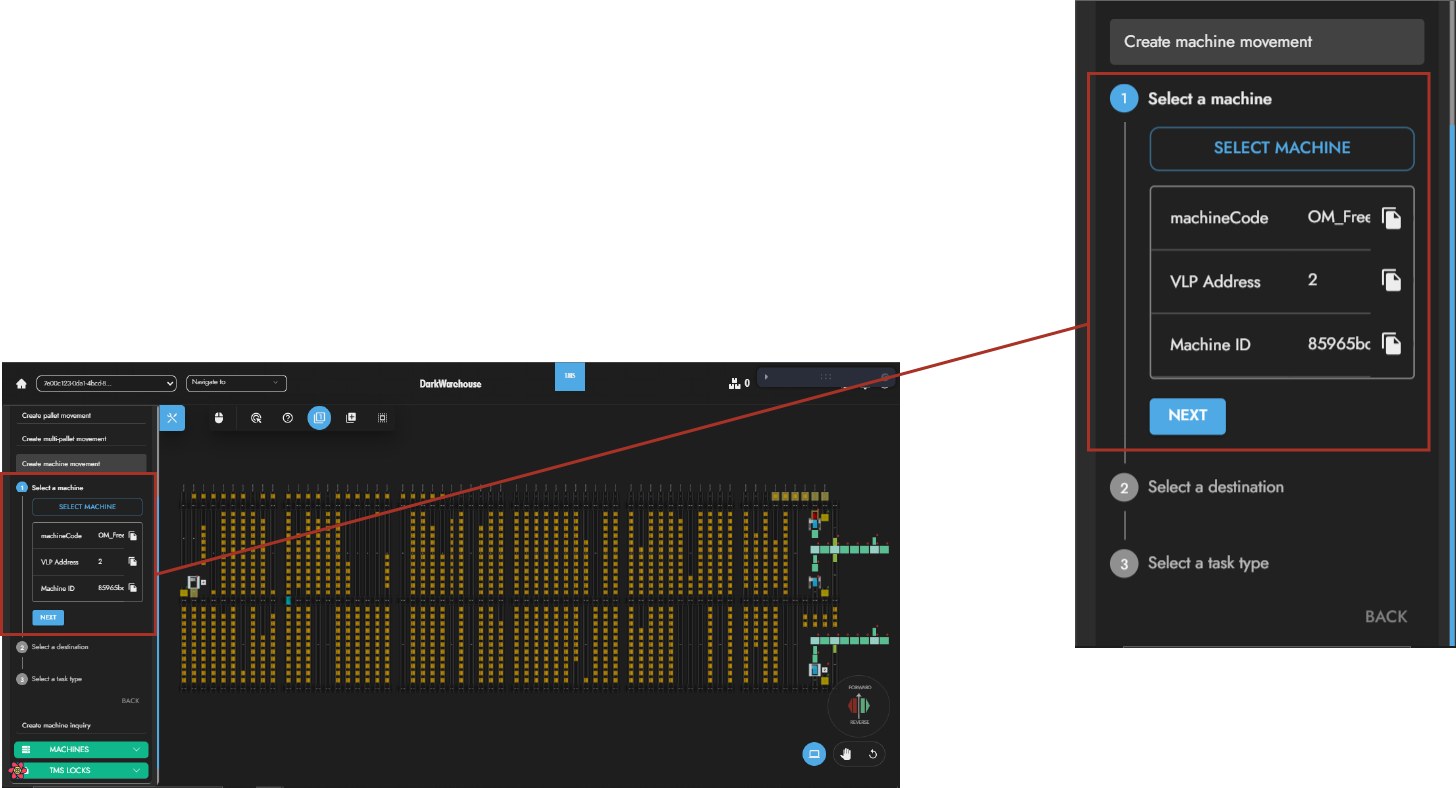 Create machine movement
1 Select a machine
SELECT MACHINE
machineCode OM_Free
VLP Address 2
Machine ID 85965bc
NEXT
2 Select a destination
3 Select a task type
BACK
Navigate to
DarkWarehouse
TMS
0
Create pallet movement
Create multi-pallet movement
Create machine movement
1 Select a machine
SELECT MACHINE
machineCode OM_Free
VLP Address 2
Machine ID 85965bc
NEXT
2 Select a destination
3 Select a task type
BACK
Create machine inquiry
MACHINES
TMS LOCKS
FORWARD
REVERSE